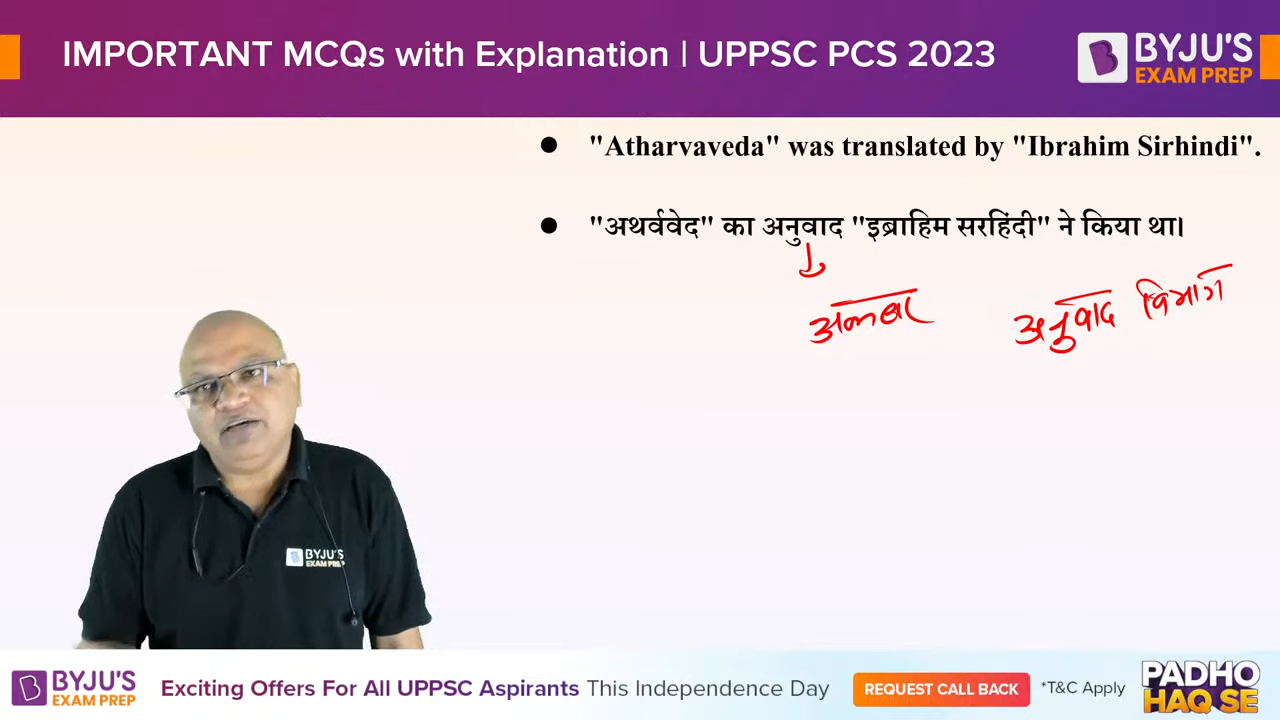 IMPORTANT MCQs with Explanation | UPPSC PCS 2023
BYJU'S
EXAM PREP
● "Atharvaveda" was translated by "Ibrahim Sirhindi".
● "अथर्ववेद" का अनुवाद "इब्राहिम सरहिंदी" ने किया था।
अकबर अनुवाद विभाग
BYJU'S
EXAM PREP
BYJU'S
EXAM PREP
Exciting Offers For All UPPSC Aspirants This Independence Day
REQUEST CALL BACK
*T&C Apply
PADHO
HAQ SE